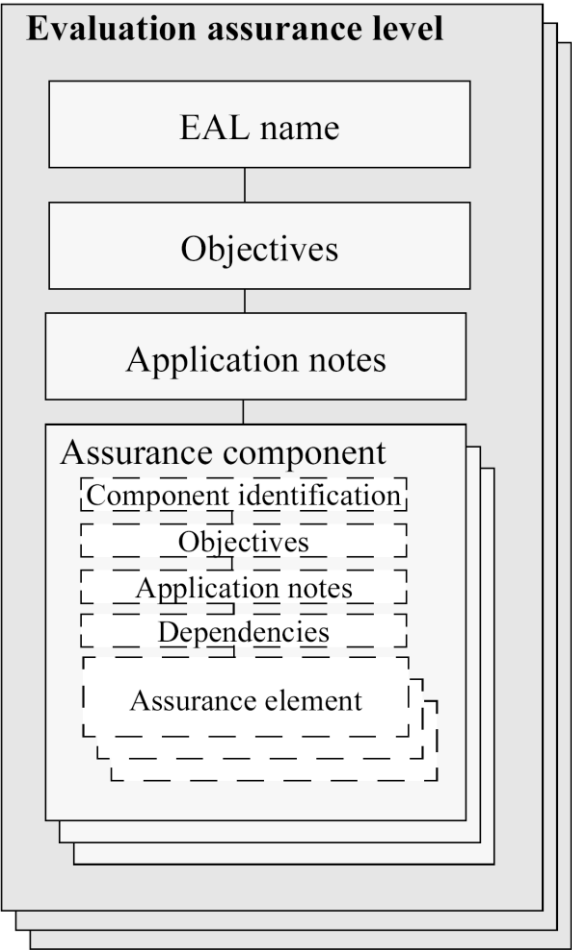 Evaluation assurance level
EAL name
Objectives
Application notes
Assurance component
Component identification
Objectives
Application notes
Dependencies
Assurance element